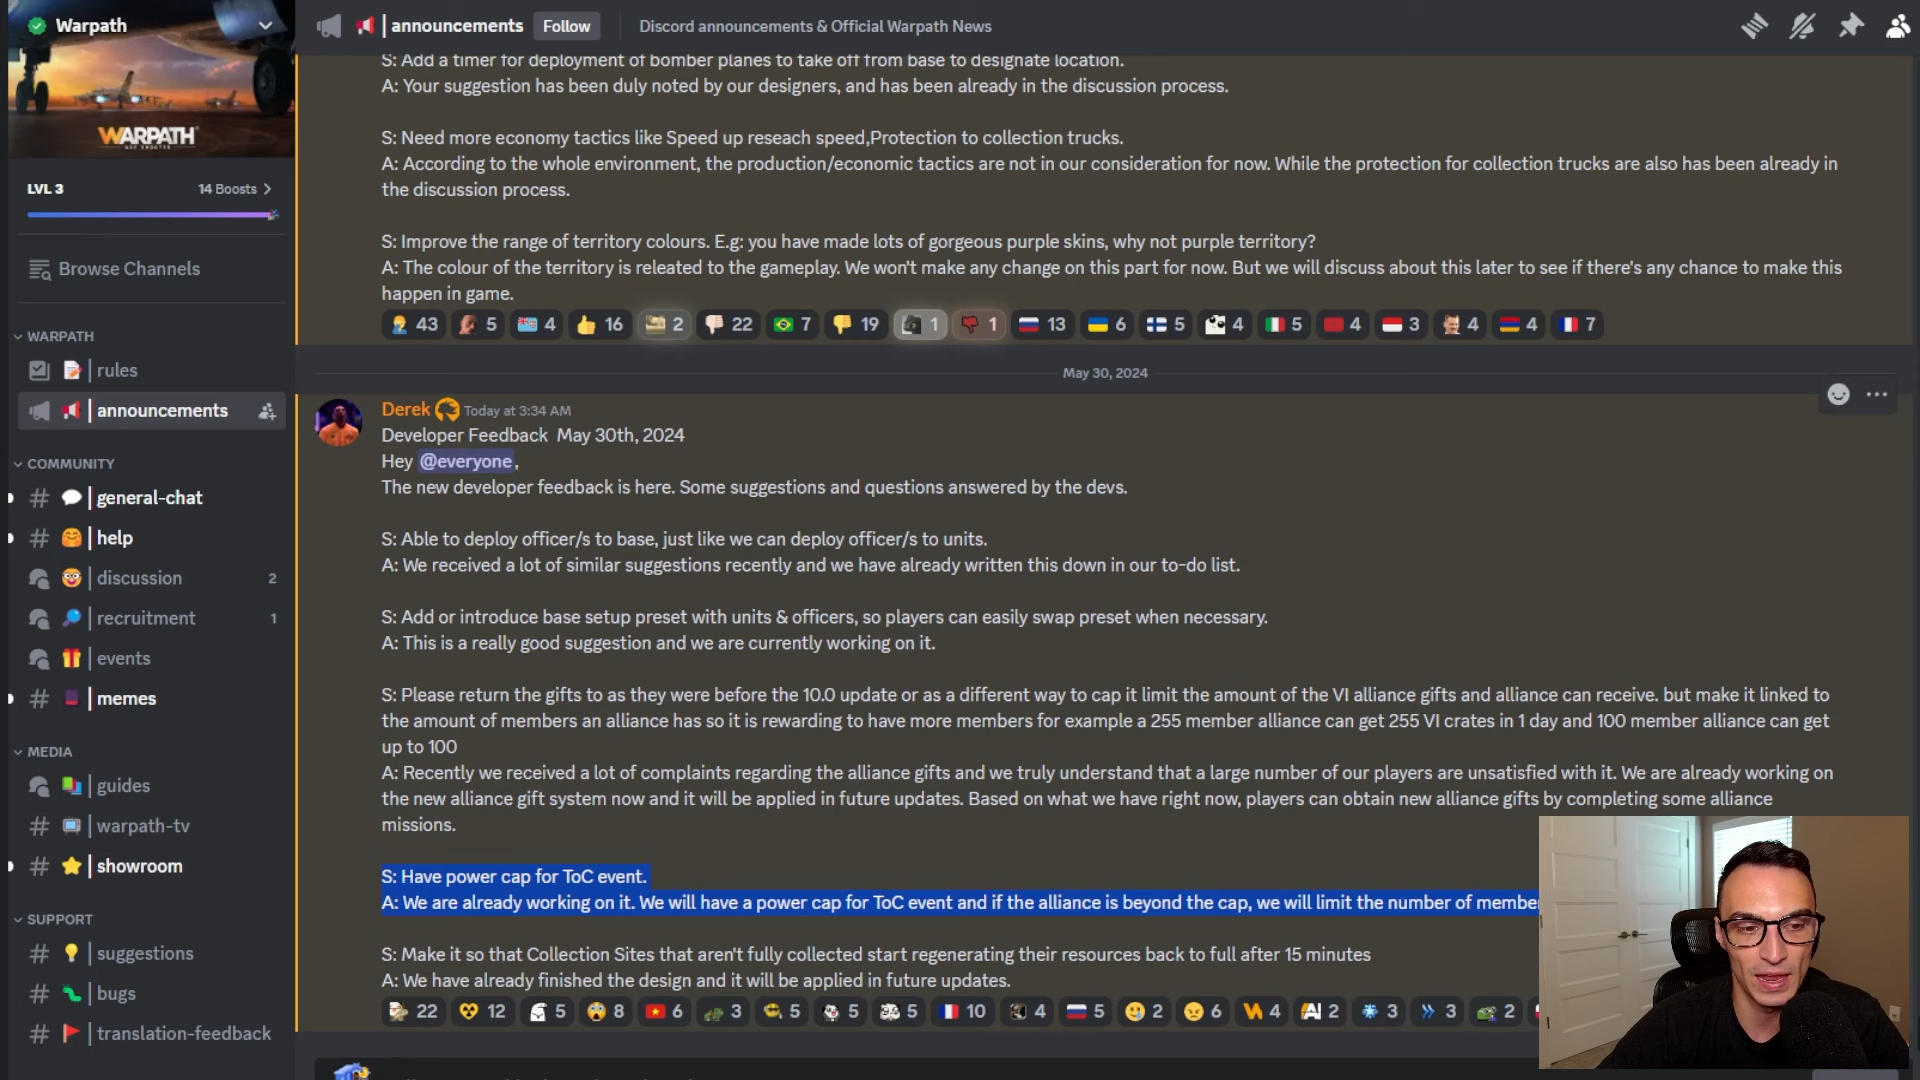 Warpath
WARPATH
ACE SHOOTER
LVL 3
14 Boosts
Browse Channels
WARPATH
rules
announcements
COMMUNITY
general-chat
help
discussion 2
recruitment 1
events
memes
MEDIA
guides
warpath-tv
showroom
SUPPORT
suggestions
bugs
translation-feedback
announcements Follow Discord announcements & Official Warpath News
S: Add a timer for deployment of bomber planes to take off from base to designate location.
A: Your suggestion has been duly noted by our designers, and has been already in the discussion process.
S: Need more economy tactics like Speed up reseach speed,Protection to collection trucks.
A: According to the whole environment, the production/economic tactics are not in our consideration for now. While the protection for collection trucks are also has been already in
the discussion process.
S: Improve the range of territory colours. E.g: you have made lots of gorgeous purple skins, why not purple territory?
A: The colour of the territory is releated to the gameplay. We won't make any change on this part for now. But we will discuss about this later to see if there's any chance to make this
happen in game.
43 5 4 16 2 22 7 19 1 1 13 6 5 4 5 4 3 4 4 7
May 30, 2024
Derek Today at 3:34 AM
Developer Feedback May 30th, 2024
Hey @everyone,
The new developer feedback is here. Some suggestions and questions answered by the devs.
S: Able to deploy officer/s to base, just like we can deploy officer/s to units.
A: We received a lot of similar suggestions recently and we have already written this down in our to-do list.
S: Add or introduce base setup preset with units & officers, so players can easily swap preset when necessary.
A: This is a really good suggestion and we are currently working on it.
S: Please return the gifts to as they were before the 10.0 update or as a different way to cap it limit the amount of the VI alliance gifts and alliance can receive. but make it linked to
the amount of members an alliance has so it is rewarding to have more members for example a 255 member alliance can get 255 VI crates in 1 day and 100 member alliance can get
up to 100
A: Recently we received a lot of complaints regarding the alliance gifts and we truly understand that a large number of our players are unsatisfied with it. We are already working on
the new alliance gift system now and it will be applied in future updates. Based on what we have right now, players can obtain new alliance gifts by completing some alliance
missions.
S: Have power cap for ToC event.
A: We are already working on it. We will have a power cap for ToC event and if the alliance is beyond the cap, we will limit the number of membe
S: Make it so that Collection Sites that aren't fully collected start regenerating their resources back to full after 15 minutes
A: We have already finished the design and it will be applied in future updates.
22 12 5 8 6 3 5 5 5 10 4 5 2 6 4 2 3 3 2